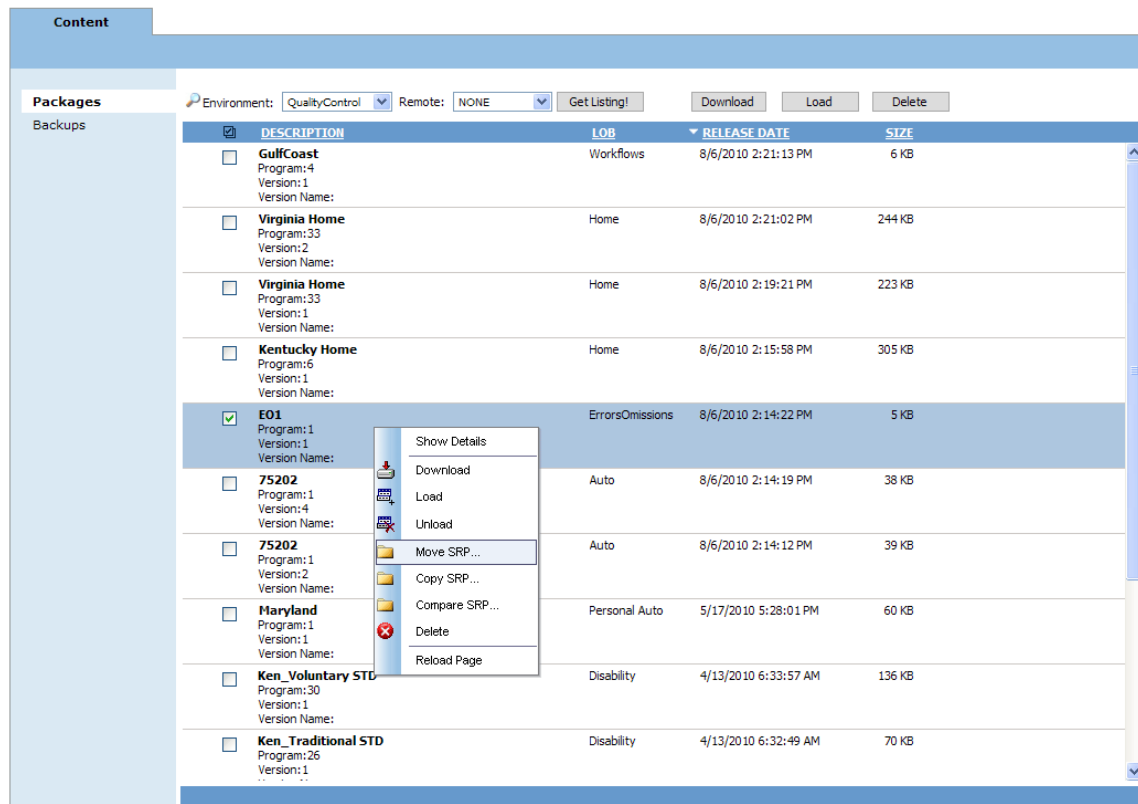 Content
Packages
Backups
Environment: QualityControl Remote: NONE Get Listing! Download Load Delete
DESCRIPTION LOB RELEASE DATE SIZE
GulfCoast Workflows 8/6/2010 2:21:13 PM 6 KB
Program:4
Version:1
Version Name:
Virginia Home Home 8/6/2010 2:21:02 PM 244 KB
Program:33
Version:2
Version Name:
Virginia Home Home 8/6/2010 2:19:21 PM 223 KB
Program:33
Version:1
Version Name:
Kentucky Home Home 8/6/2010 2:15:58 PM 305 KB
Program:6
Version:1
Version Name:
EO1 ErrorsOmissions 8/6/2010 2:14:22 PM 5 KB
Program:1
Version:1
Version Name:
75202 Auto 8/6/2010 2:14:19 PM 38 KB
Program:1
Version:4
Version Name:
75202 Auto 8/6/2010 2:14:12 PM 39 KB
Program:1
Version:2
Version Name:
Maryland Personal Auto 5/17/2010 5:28:01 PM 60 KB
Program:1
Version:1
Version Name:
Ken_Voluntary STD Disability 4/13/2010 6:33:57 AM 136 KB
Program:30
Version:1
Version Name:
Ken_Traditional STD Disability 4/13/2010 6:32:49 AM 70 KB
Program:26
Version:1
Show Details
Download
Load
Unload
Move SRP...
Copy SRP...
Compare SRP...
Delete
Reload Page